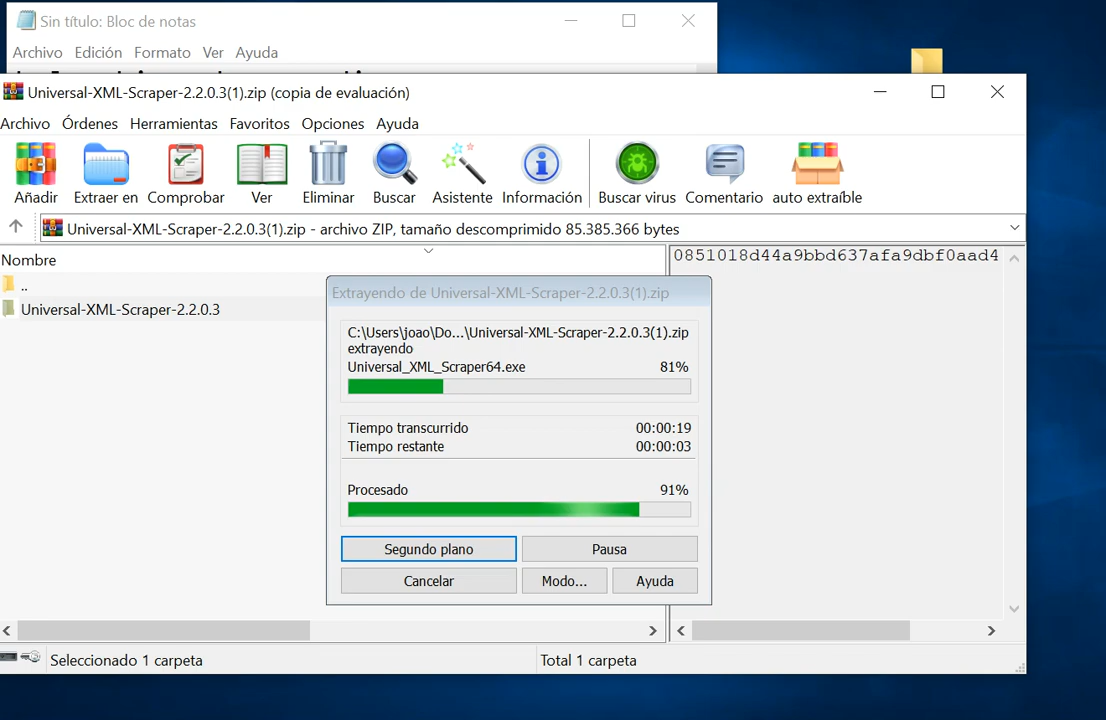 Sin título: Bloc de notas
Archivo Edición Formato Ver Ayuda
Universal-XML-Scraper-2.2.0.3(1).zip (copia de evaluación)
Archivo Órdenes Herramientas Favoritos Opciones Ayuda
Añadir Extraer en Comprobar Ver Eliminar Buscar Asistente Información Buscar virus Comentario auto extraíble
Universal-XML-Scraper-2.2.0.3(1).zip - archivo ZIP, tamaño descomprimido 85.385.366 bytes
Nombre
0851018d44a9bbd637afa9dbf0aad4
..
Universal-XML-Scraper-2.2.0.3
Extrayendo de Universal-XML-Scraper-2.2.0.3(1).zip
C:\Users\joao\Do...\Universal-XML-Scraper-2.2.0.3(1).zip
extrayendo
Universal_XML_Scraper64.exe 81%
Tiempo transcurrido 00:00:19
Tiempo restante 00:00:03
Procesado 91%
Segundo plano Pausa
Cancelar Modo... Ayuda
Seleccionado 1 carpeta Total 1 carpeta